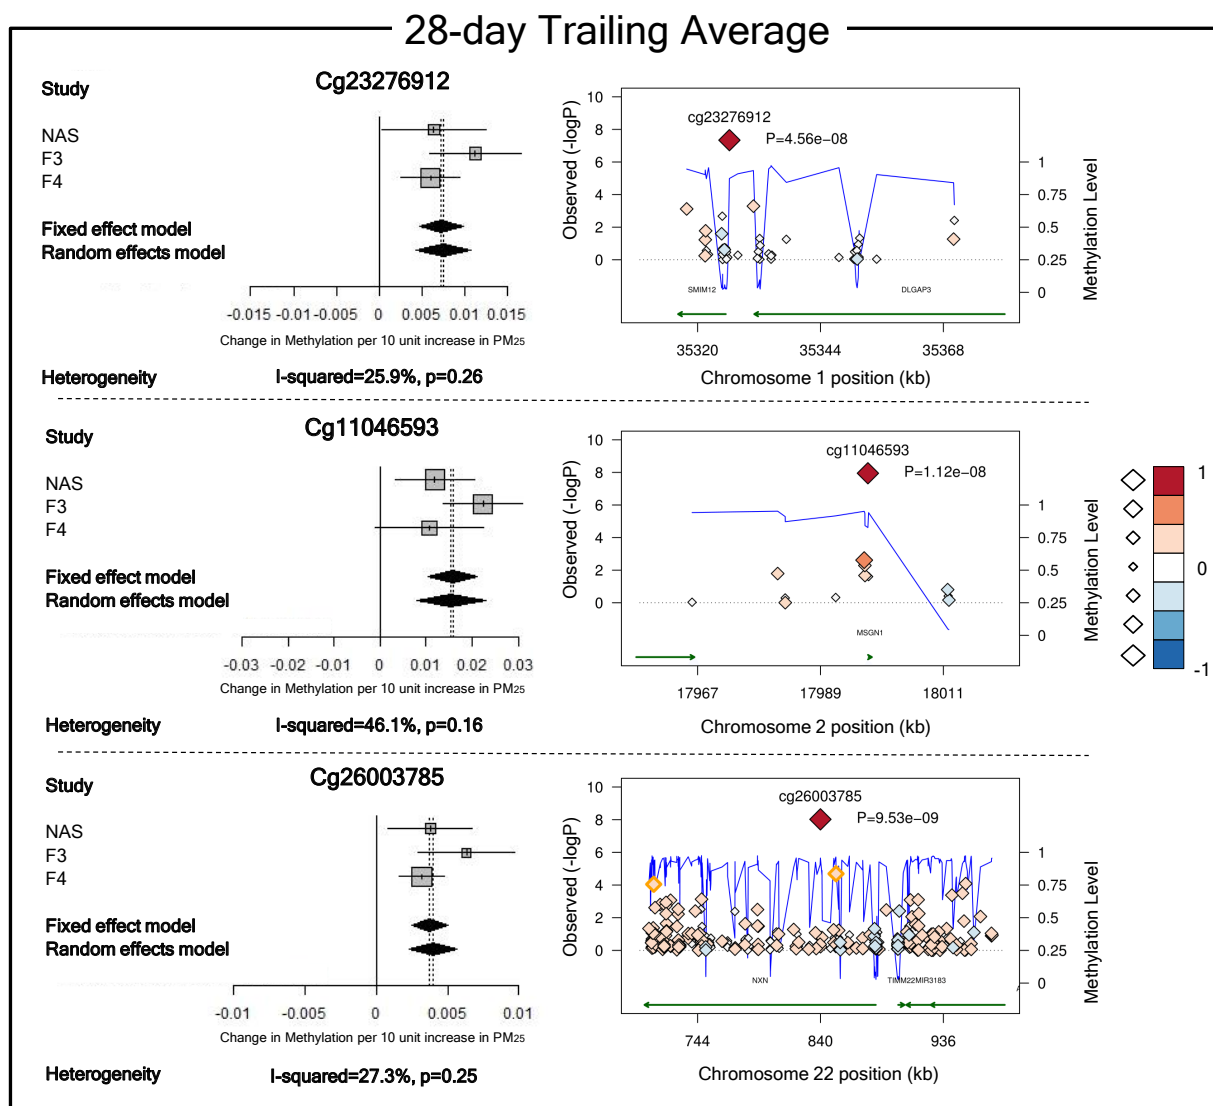 28-day Trailing Average
Study
Cg23276912
NAS
F3
F4
Fixed effect model
Random effects model
-0.015 -0.01 -0.005 0 0.005 0.01 0.015
Change in Methylation per 10 unit increase in PM25
Heterogeneity
I-squared=25.9%, p=0.26
Observed (-logP)
10
8
6
4
2
0
cg23276912
P=4.56e-08
SMIM12
DLGAP3
1
0.75
0.5
0.25
0
Methylation Level
35320 35344 35368
Chromosome 1 position (kb)
Study
Cg11046593
NAS
F3
F4
Fixed effect model
Random effects model
-0.03 -0.02 -0.01 0 0.01 0.02 0.03
Change in Methylation per 10 unit increase in PM25
Heterogeneity
I-squared=46.1%, p=0.16
Observed (-logP)
10
8
6
4
2
0
cg11046593
P=1.12e-08
MSGN1
1
0.75
0.5
0.25
0
Methylation Level
17967 17989 18011
Chromosome 2 position (kb)
1
0
-1
Study
Cg26003785
NAS
F3
F4
Fixed effect model
Random effects model
-0.01 -0.005 0 0.005 0.01
Change in Methylation per 10 unit increase in PM25
Heterogeneity
I-squared=27.3%, p=0.25
Observed (-logP)
10
8
6
4
2
0
cg26003785
P=9.53e-09
NXN
TIMM22MIR3183
1
0.75
0.5
0.25
0
Methylation Level
744 840 936
Chromosome 22 position (kb)